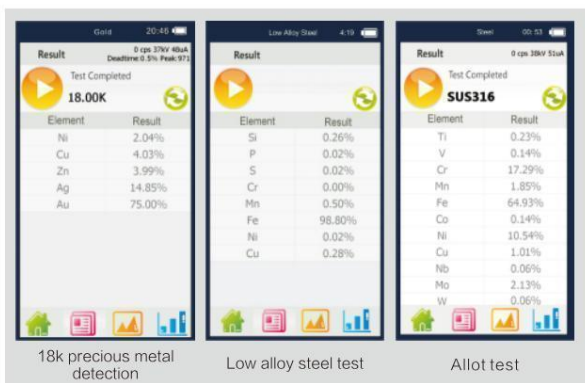 Gold 20:46
Result 0 cps 37kV 48uA
Deadtime:0.5% Peak:971
Test Completed
18.00K
Element Result
Ni 2.04%
Cu 4.03%
Zn 3.99%
Ag 14.85%
Au 75.00%
18k precious metal
detection
Low Alloy Steel 4:19
Result
Element Result
Si 0.26%
P 0.02%
S 0.02%
Cr 0.00%
Mn 0.50%
Fe 98.80%
Ni 0.02%
Cu 0.28%
Low alloy steel test
Steel 00:53
Result 0 cps 38kV 51uA
Test Completed
SUS316
Element Result
Ti 0.23%
V 0.14%
Cr 17.29%
Mn 1.85%
Fe 64.93%
Co 0.14%
Ni 10.54%
Cu 1.01%
Nb 0.06%
Mo 2.13%
W 0.06%
Allot test